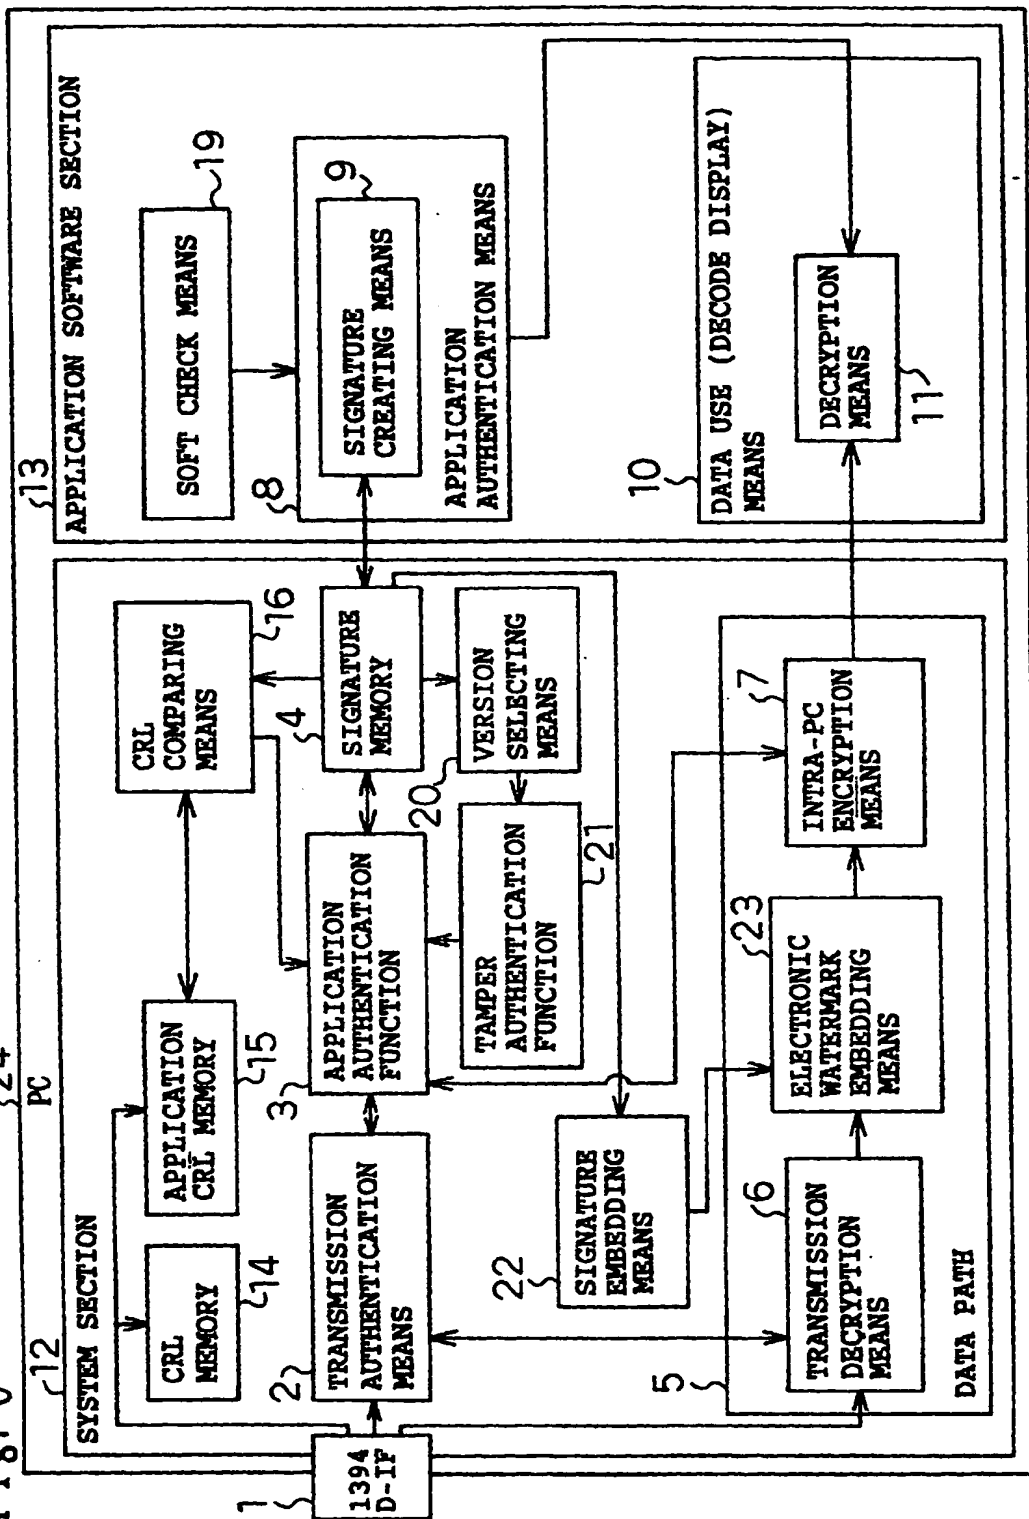 24
PC
12
SYSTEM SECTION
13
APPLICATION SOFTWARE SECTION
1
1394
D-IF
CRL
MEMORY
14
APPLICATION
CRL MEMORY
15
CRL
COMPARING
MEANS
16
SOFT CHECK MEANS
19
2
TRANSMISSION
AUTHENTICATION
MEANS
3
APPLICATION
AUTHENTICATION
FUNCTION
4
SIGNATURE
MEMORY
8
SIGNATURE
CREATING MEANS
9
APPLICATION
AUTHENTICATION MEANS
20
VERSION
SELECTING
MEANS
TAMPER
AUTHENTICATION
FUNCTION
21
22
SIGNATURE
EMBEDDING
MEANS
5
TRANSMISSION
DECRYPTION
MEANS
6
ELECTRONIC
WATERMARK
EMBEDDING
MEANS
23
INTRA-PC
ENCRYPTION
MEANS
7
DATA PATH
10
DATA USE (DECODE DISPLAY)
MEANS
DECRYPTION
MEANS
11